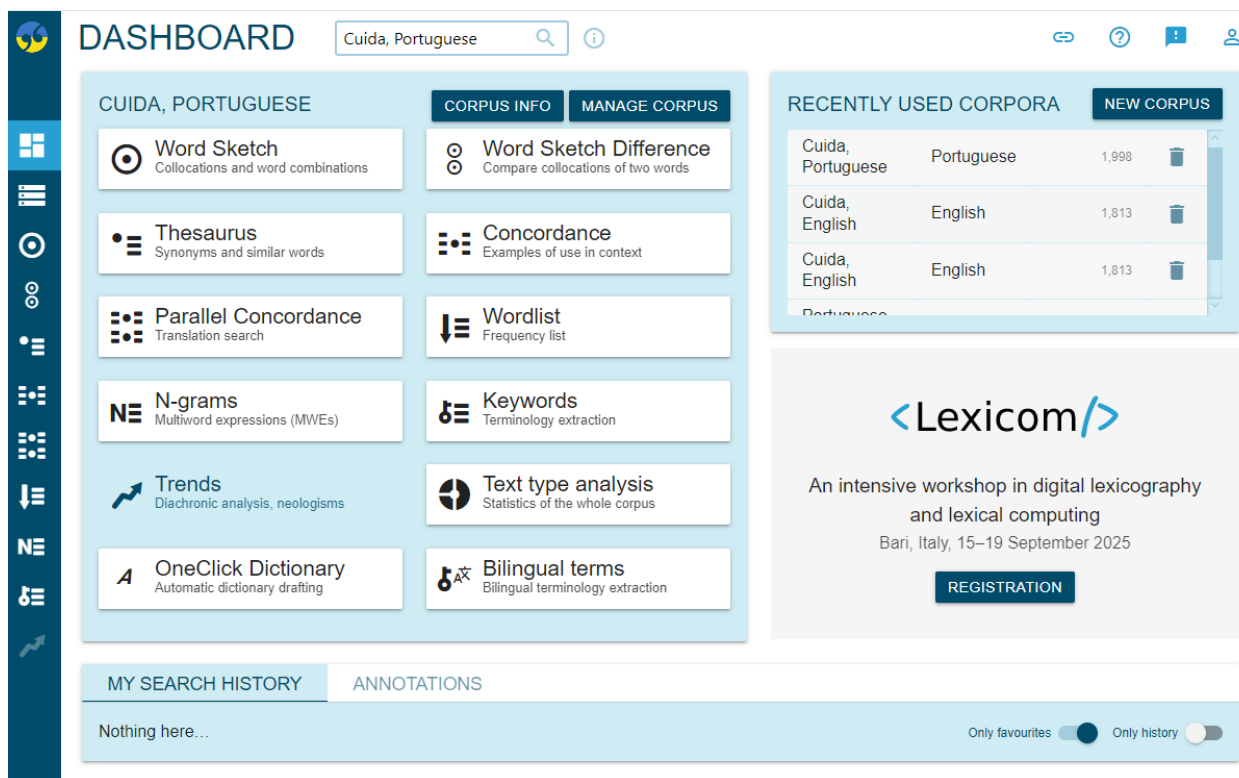 DASHBOARD
Cuida, Portuguese
CUIDA, PORTUGUESE
CORPUS INFO
MANAGE CORPUS
Word Sketch
Collocations and word combinations
Word Sketch Difference
Compare collocations of two words
Thesaurus
Synonyms and similar words
Concordance
Examples of use in context
Parallel Concordance
Translation search
Wordlist
Frequency list
N-grams
Multiword expressions (MWEs)
Keywords
Terminology extraction
Trends
Diachronic analysis, neologisms
Text type analysis
Statistics of the whole corpus
OneClick Dictionary
Automatic dictionary drafting
Bilingual terms
Bilingual terminology extraction
RECENTLY USED CORPORA
NEW CORPUS
Cuida,
Portuguese
Portuguese
1,998
Cuida,
English
English
1,813
Cuida,
English
English
1,813
Portuguese
<Lexicom/>
An intensive workshop in digital lexicography
and lexical computing
Bari, Italy, 15–19 September 2025
REGISTRATION
MY SEARCH HISTORY
ANNOTATIONS
Nothing here…
Only favourites
Only history